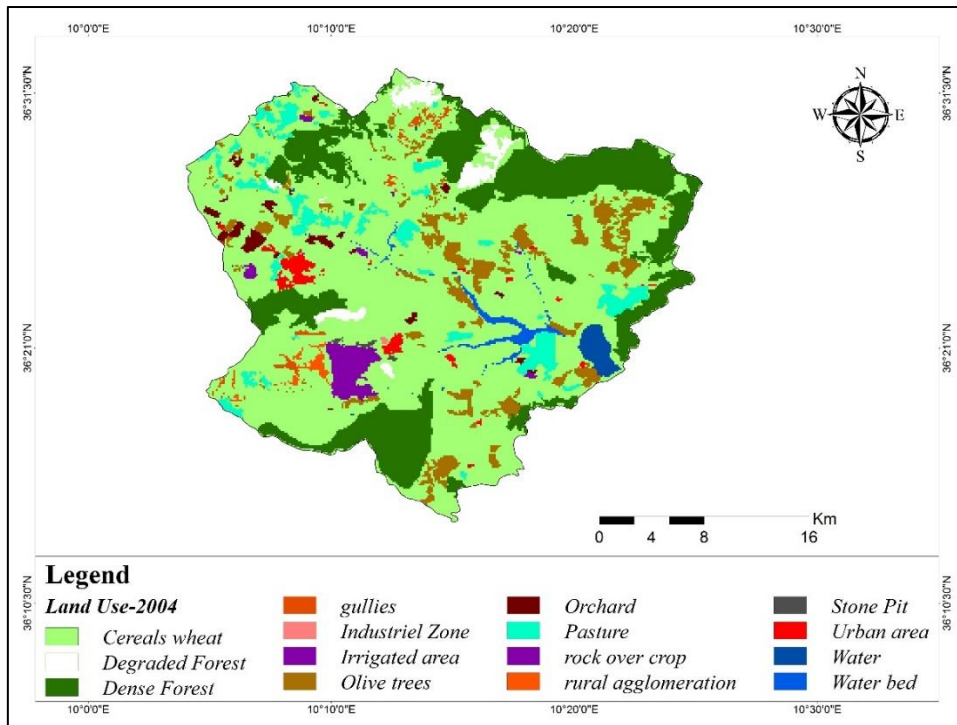 10°0'0"E 10°10'0"E 10°20'0"E 10°30'0"E
36°31'30"N 36°31'30"N
N
W E
S
36°21'0"N 36°21'0"N
Km
0 4 8 16
Legend
Land Use-2004
Cereals wheat
Degraded Forest
Dense Forest
gullies
Industriel Zone
Irrigated area
Olive trees
Orchard
Pasture
rock over crop
rural agglomeration
Stone Pit
Urban area
Water
Water bed
36°10'30"N 36°10'30"N
10°0'0"E 10°10'0"E 10°20'0"E 10°30'0"E